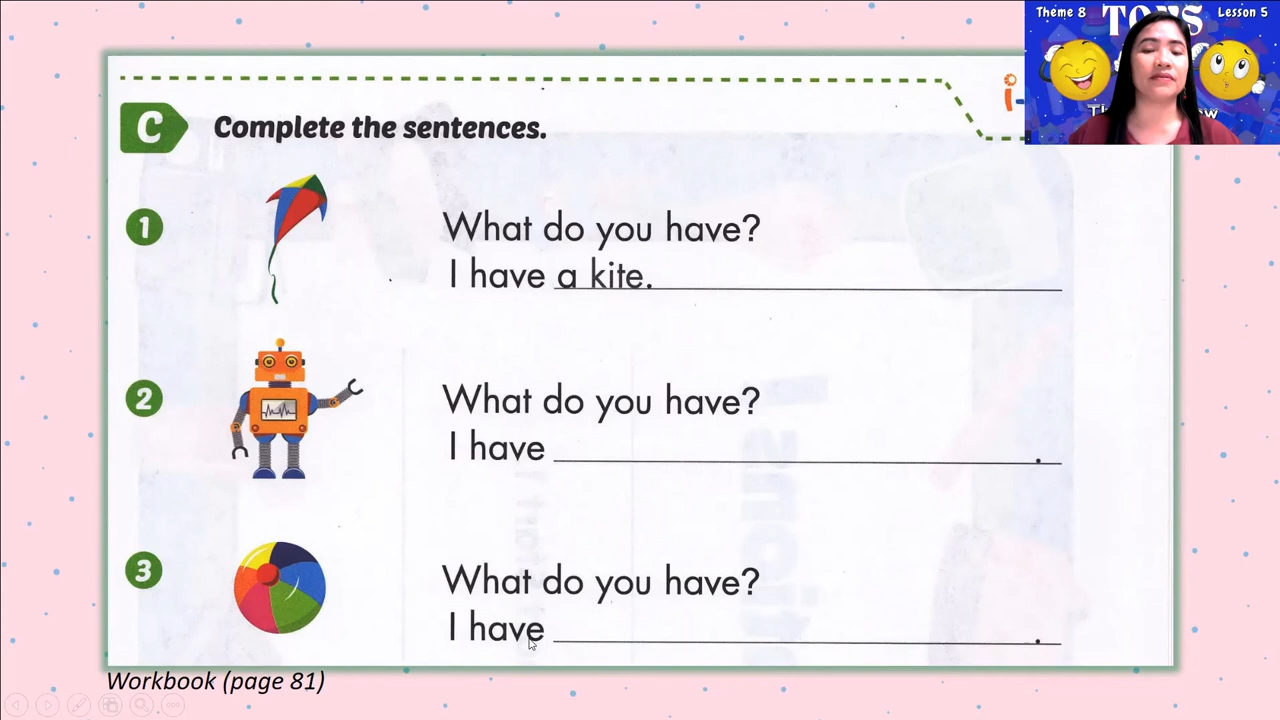 Theme 8
Lesson 5
C
Complete the sentences.
1
What do you have?
I have a kite.
2
What do you have?
I have .
3
What do you have?
I have .
Workbook (page 81)